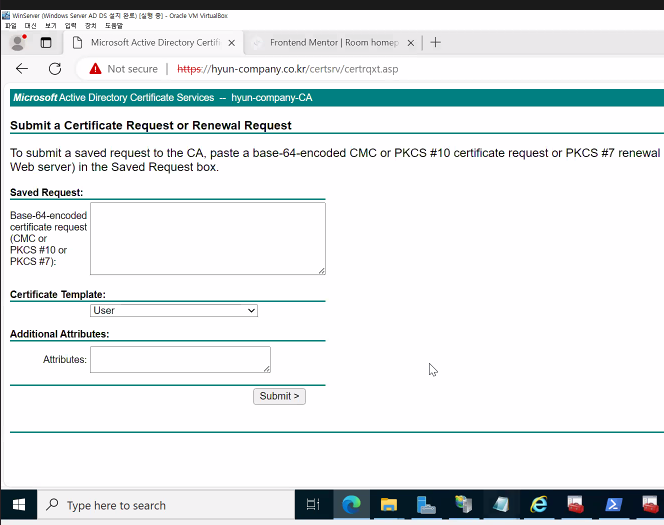 WinServer (Windows Server AD DS 설치 완료) [실행 중] - Oracle VM VirtualBox
파일 머신 보기 입력 장치 도움말
Microsoft Active Directory Certifi
Frontend Mentor | Room homep
Not secure
https://hyun-company.co.kr/certsrv/certrqxt.asp
Microsoft Active Directory Certificate Services -- hyun-company-CA
Submit a Certificate Request or Renewal Request
To submit a saved request to the CA, paste a base-64-encoded CMC or PKCS #10 certificate request or PKCS #7 renewal
Web server) in the Saved Request box.
Saved Request:
Base-64-encoded
certificate request
(CMC or
PKCS #10 or
PKCS #7):
Certificate Template:
User
Additional Attributes:
Attributes:
Submit >
Type here to search